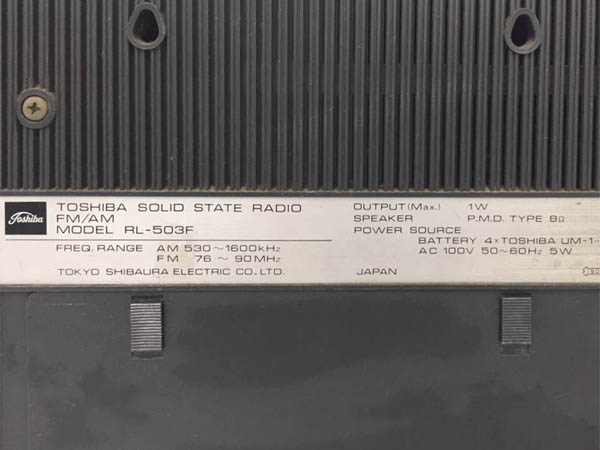 Toshiba
TOSHIBA SOLID STATE RADIO
FM/AM
MODEL RL-503F
FREQ. RANGE AM 530~1600kHz
FM 76~90MHz
TOKYO SHIBAURA ELECTRIC CO., LTD.
OUTPUT (Max.) 1W
SPEAKER P.M.D. TYPE 8Ω
POWER SOURCE
BATTERY 4×TOSHIBA UM-1
AC 100V 50~60Hz 5W
JAPAN